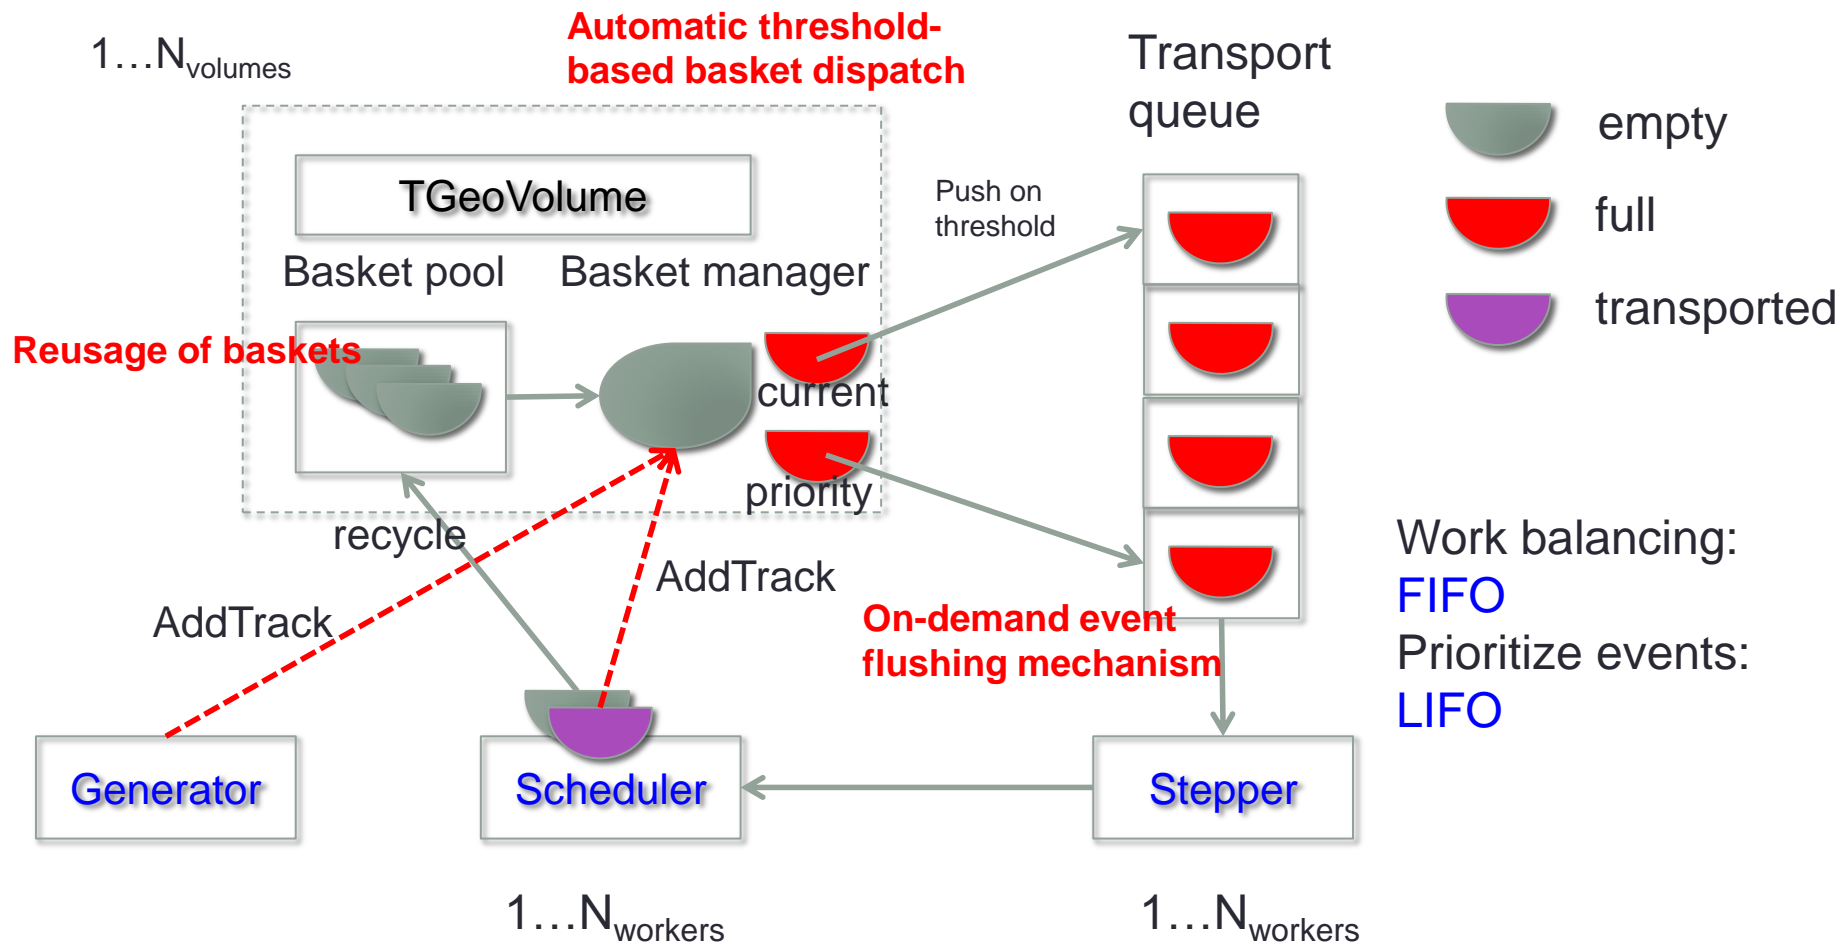 1…Nvolumes
Automatic threshold-
based basket dispatch
Transport
queue
empty
full
transported
TGeoVolume
Push on
threshold
Basket pool
Basket manager
Reusage of baskets
current
priority
recycle
AddTrack
AddTrack
On-demand event
flushing mechanism
Work balancing:
FIFO
Prioritize events:
LIFO
Generator
Scheduler
Stepper
1…Nworkers
1…Nworkers